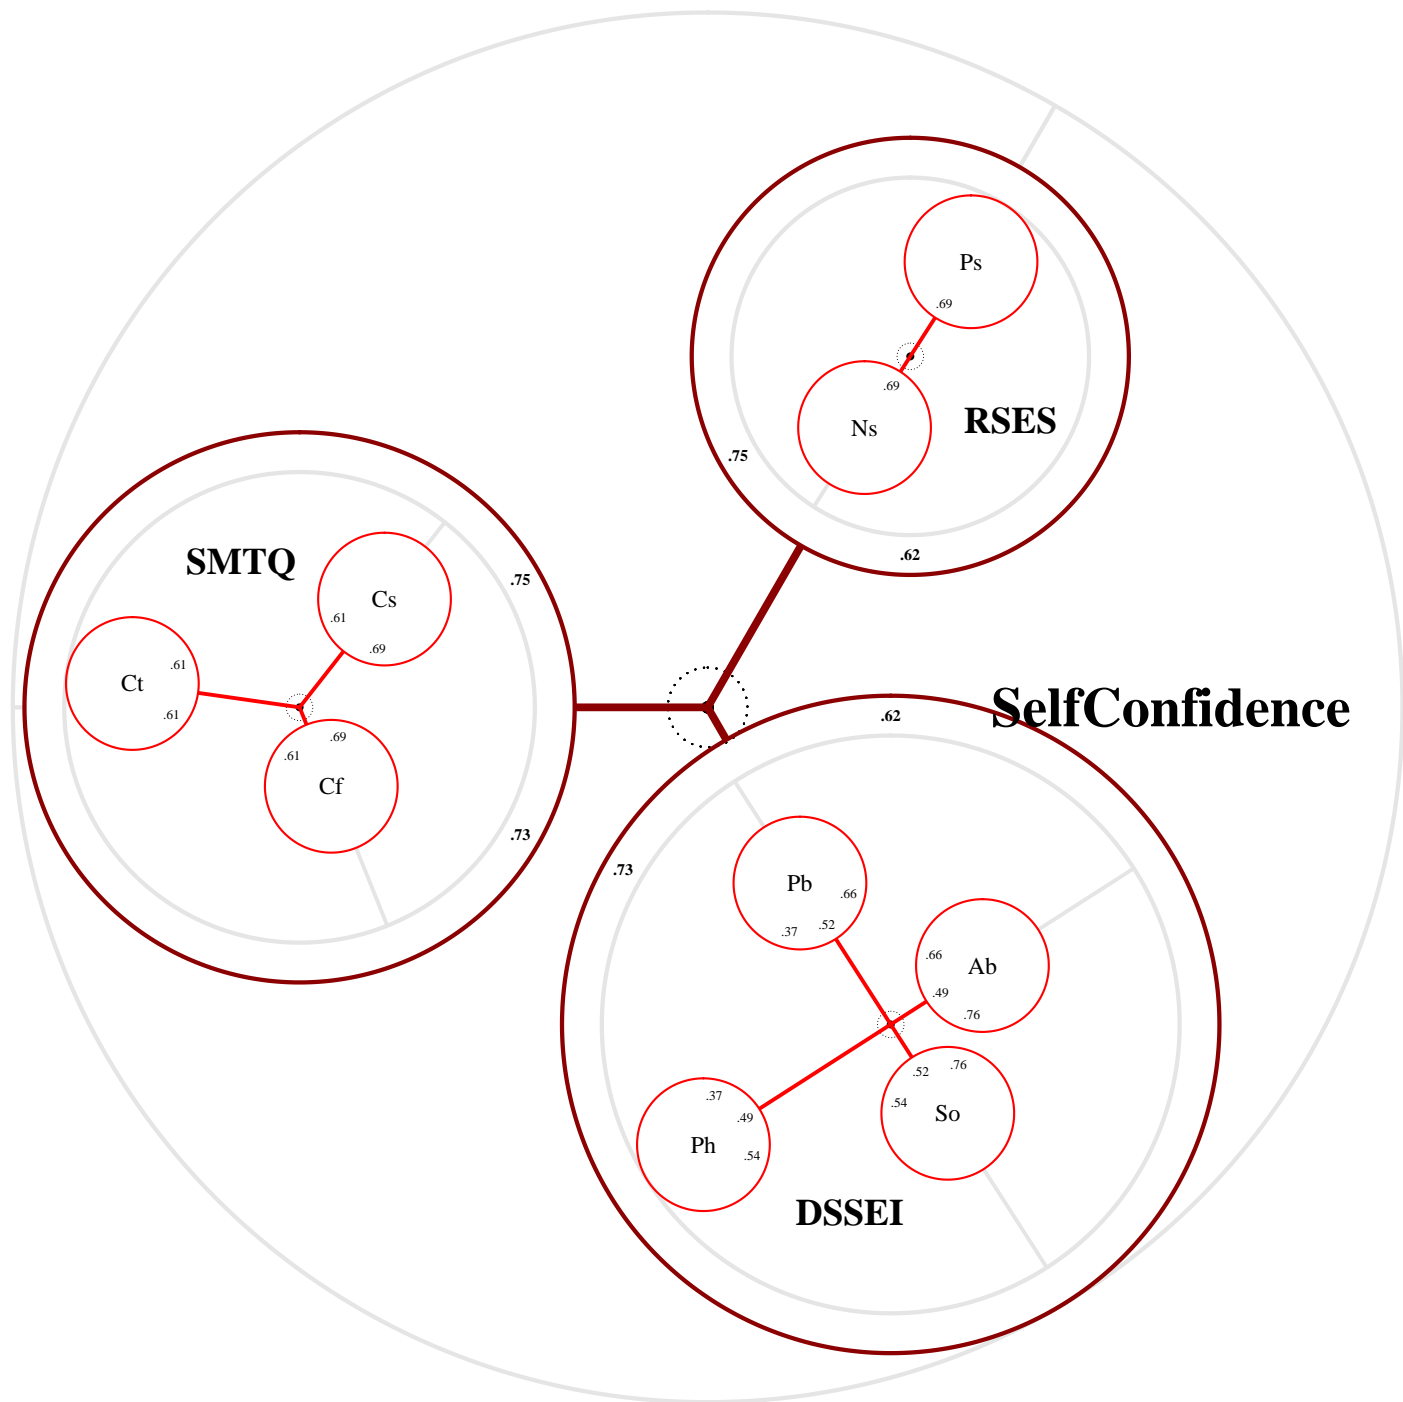 Ps
.69
.69
Ns
RSES
.75
.62
SMTQ
.75
Cs
.61
.69
Ct
.61
.61
.69
.61
Cf
.73
SelfConfidence
.62
.73
Pb
.66
.52
.37
.66
Ab
.49
.76
.52
.76
.54
So
.37
.49
Ph
.54
DSSEI